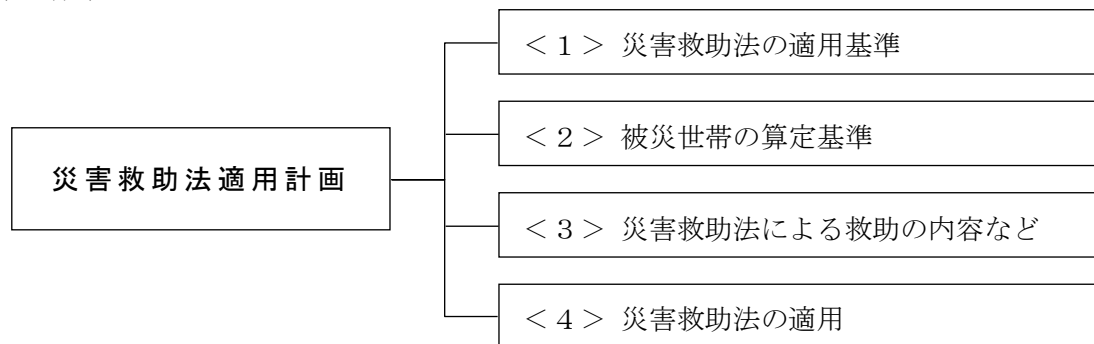 災害救助法適用計画
＜１＞ 災害救助法の適用基準
＜２＞ 被災世帯の算定基準
＜３＞ 災害救助法による救助の内容など
＜４＞ 災害救助法の適用